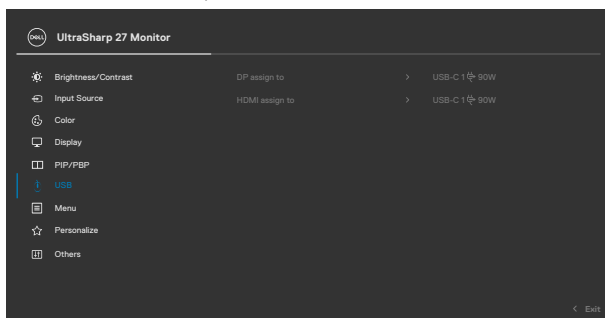 DELL UltraSharp 27 Monitor
Brightness/Contrast DP assign to > USB-C 1 90W
Input Source HDMI assign to > USB-C 1 90W
Color
Display
PIP/PBP
USB
Menu
Personalize
Others
< Exit